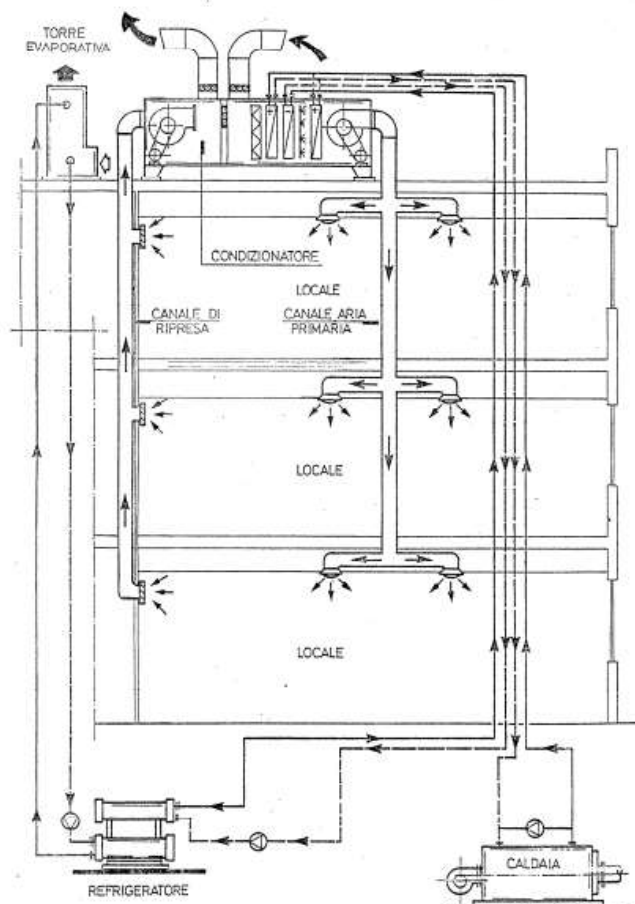 TORRE
EVAPORATIVA
CONDIZIONATORE
LOCALE
CANALE DI
RIPRESA
CANALE ARIA
PRIMARIA
LOCALE
LOCALE
REFRIGERATORE
CALDAIA